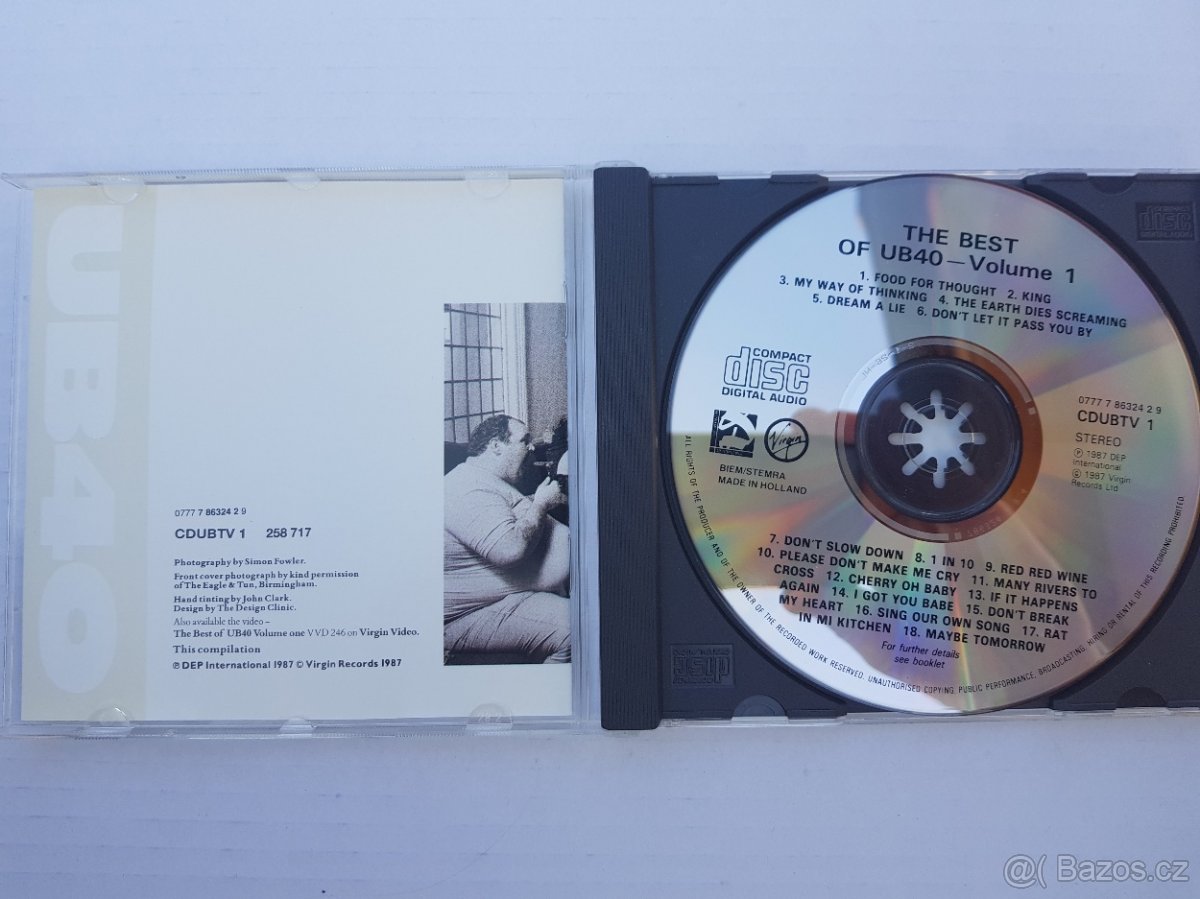 UB40
0777 7 86324 2 9
CDUBTV 1 258 717
Photography by Simon Fowler.
Front cover photograph by kind permission
of The Eagle & Tun, Birmingham.
Hand tinting by John Clark.
Design by The Design Clinic.
Also available the video –
The Best of UB40 Volume one VVD 246 on Virgin Video.
This compilation
℗ DEP International 1987 © Virgin Records 1987
THE BEST
OF UB40—Volume 1
1. FOOD FOR THOUGHT 2. KING
3. MY WAY OF THINKING 4. THE EARTH DIES SCREAMING
5. DREAM A LIE 6. DON'T LET IT PASS YOU BY
COMPACT
disc
DIGITAL AUDIO
Virgin
BIEM/STEMRA
MADE IN HOLLAND
0777 7 86324 2 9
CDUBTV 1
STEREO
℗ 1987 DEP
International
© 1987 Virgin
Records Ltd
7. DON'T SLOW DOWN 8. 1 IN 10 9. RED RED WINE
10. PLEASE DON'T MAKE ME CRY 11. MANY RIVERS TO
CROSS 12. CHERRY OH BABY 13. IF IT HAPPENS
AGAIN 14. I GOT YOU BABE 15. DON'T BREAK
MY HEART 16. SING OUR OWN SONG 17. RAT
IN MI KITCHEN 18. MAYBE TOMORROW
For further details
see booklet
ALL RIGHTS OF THE PRODUCER AND OF THE OWNER OF THE RECORDED WORK RESERVED. UNAUTHORISED COPYING, PUBLIC PERFORMANCE, BROADCASTING, HIRING OR RENTAL OF THIS RECORDING PROHIBITED.
COMPACT
disc
DIGITAL AUDIO
disc
Bazos.cz